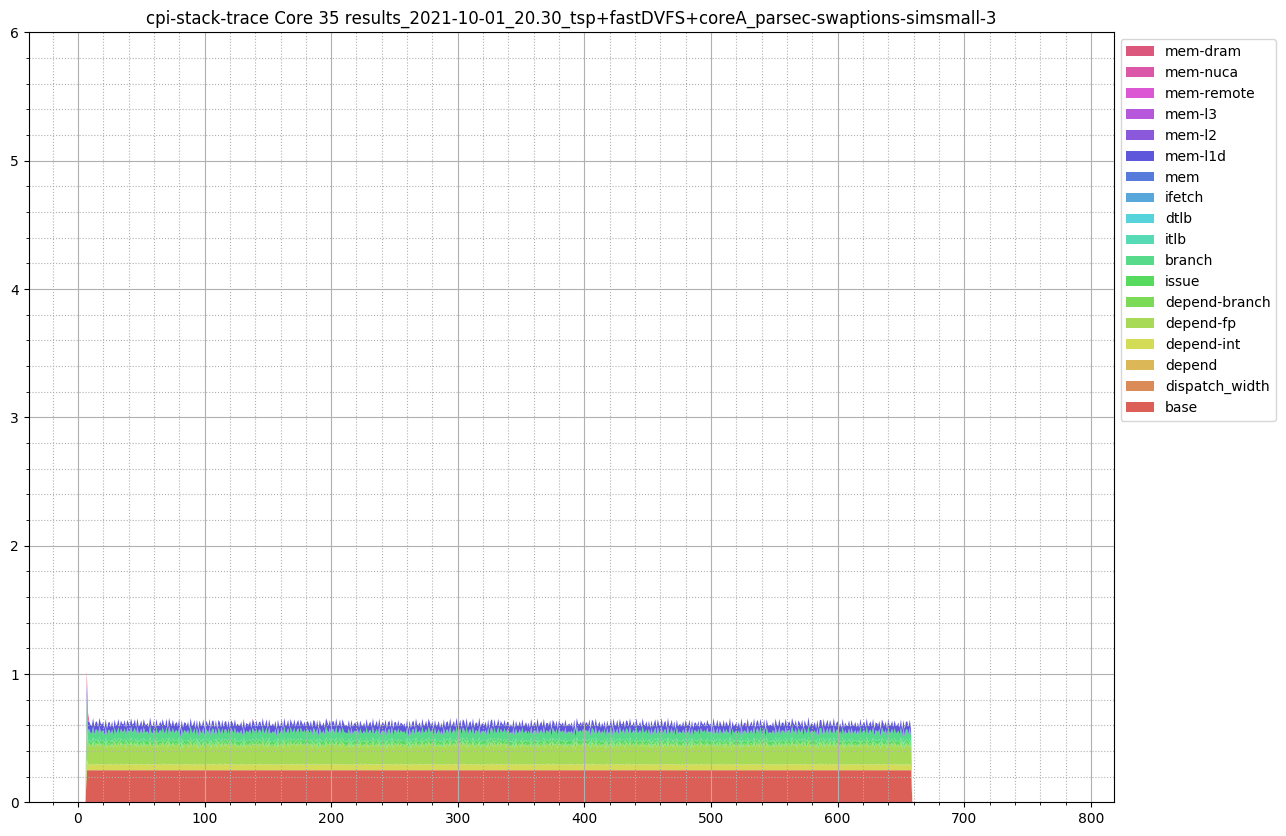 cpi-stack-trace Core 35 results_2021-10-01_20.30_tsp+fastDVFS+coreA_parsec-swaptions-simsmall-3
6
5
4
3
2
1
0
0 100 200 300 400 500 600 700 800
mem-dram
mem-nuca
mem-remote
mem-l3
mem-l2
mem-l1d
mem
ifetch
dtlb
itlb
branch
issue
depend-branch
depend-fp
depend-int
depend
dispatch_width
base